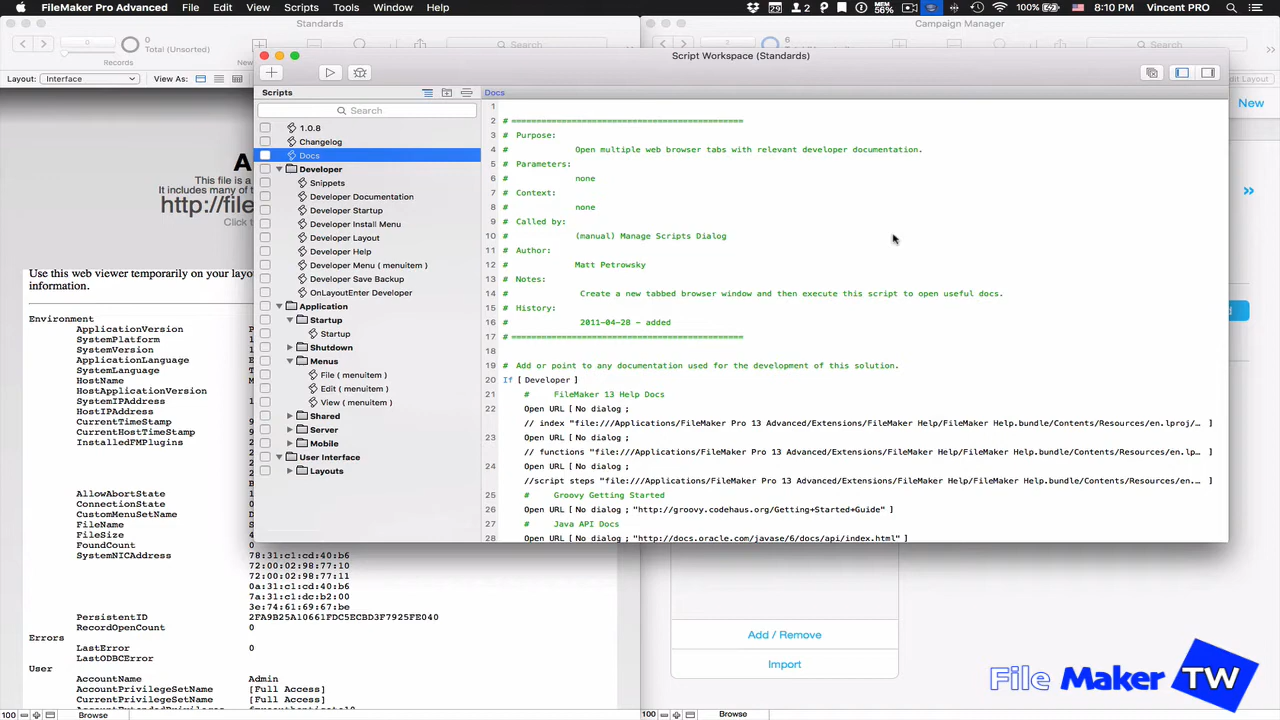 FileMaker Pro Advanced File Edit View Scripts Tools Window Help
100% 8:10 PM Vincent PRO
Standards
Campaign Manager
0
Total (Unsorted)
Records
Search
6
Search
Layout: Interface View As:
Edit Layout
New
Script Workspace (Standards)
Scripts
Search
1.0.8
Changelog
Docs
Developer
Snippets
Developer Documentation
Developer Startup
Developer Install Menu
Developer Layout
Developer Help
Developer Menu ( menuitem )
Developer Save Backup
OnLayoutEnter Developer
Application
Startup
Startup
Shutdown
Menus
File ( menuitem )
Edit ( menuitem )
View ( menuitem )
Shared
Server
Mobile
User Interface
Layouts
Docs
1
2 # =============================================
3 # Purpose:
4 # Open multiple web browser tabs with relevant developer documentation.
5 # Parameters:
6 # none
7 # Context:
8 # none
9 # Called by:
10 # (manual) Manage Scripts Dialog
11 # Author:
12 # Matt Petrowsky
13 # Notes:
14 # Create a new tabbed browser window and then execute this script to open useful docs.
15 # History:
16 # 2011-04-28 - added
17 # =============================================
18
19 # Add or point to any documentation used for the development of this solution.
20 If [ Developer ]
21 # FileMaker 13 Help Docs
22 Open URL [ No dialog ;
// index "file:///Applications/FileMaker Pro 13 Advanced/Extensions/FileMaker Help/FileMaker Help.bundle/Contents/Resources/en.lproj/… ]
23 Open URL [ No dialog ;
// functions "file:///Applications/FileMaker Pro 13 Advanced/Extensions/FileMaker Help/FileMaker Help.bundle/Contents/Resources/en.lp… ]
24 Open URL [ No dialog ;
//script steps "file:///Applications/FileMaker Pro 13 Advanced/Extensions/FileMaker Help/FileMaker Help.bundle/Contents/Resources/en.… ]
25 # Groovy Getting Started
26 Open URL [ No dialog ; "http://groovy.codehaus.org/Getting+Started+Guide" ]
27 # Java API Docs
28 Open URL [ No dialog ; "http://docs.oracle.com/javase/6/docs/api/index.html" ]
This file is a
It includes many of t
http://file
Click t
Use this web viewer temporarily on your layo
information.
Environment
ApplicationVersion
SystemPlatform
SystemVersion
ApplicationLanguage
SystemLanguage
HostName
HostApplicationVersion
SystemIPAddress
HostIPAddress
CurrentTimeStamp
CurrentHostTimeStamp
InstalledFMPlugins
AllowAbortState
ConnectionState
CustomMenuSetName
FileName
FileSize
FoundCount
SystemNICAddress 78:31:c1:cd:40:b6
72:00:02:98:77:10
72:00:02:98:77:11
0a:31:c1:cd:40:b6
7a:31:c1:dc:b2:00
3e:74:61:69:67:be
PersistentID 2FA9B25A10661FDC5ECBD3F7925FE040
RecordOpenCount 0
Errors
LastError 0
LastODBCError
User
AccountName Admin
AccountPrivilegeSetName [Full Access]
CurrentPrivilegeSetName [Full Access]
Add / Remove
Import
File Maker TW
100 Browse
100 Browse